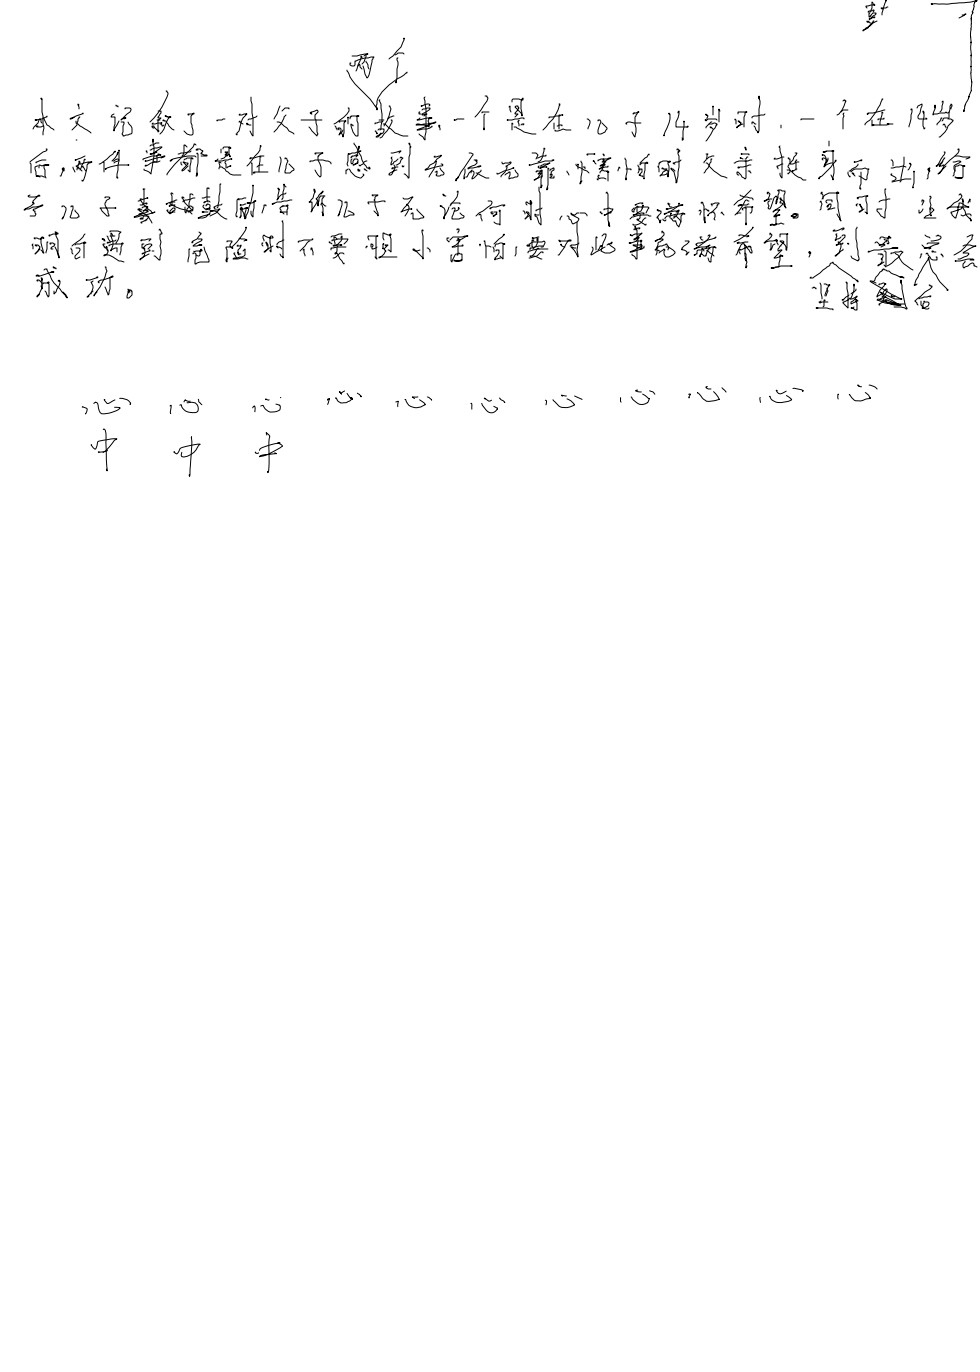 两个
本文记叙了一对父子的故事,一个是在儿子14岁时,一个在14岁
后,两件事都是在儿子感到无依无靠、害怕时父亲挺身而出,给
予儿子鼓励,告诉儿子无论何时心中要满怀希望。同时让我
明白遇到危险时不要胆小害怕,要对此事充满希望,到最总会
成功。
坚持 后
心 心 心 心 心 心 心 心 心 心 心
中 中 中